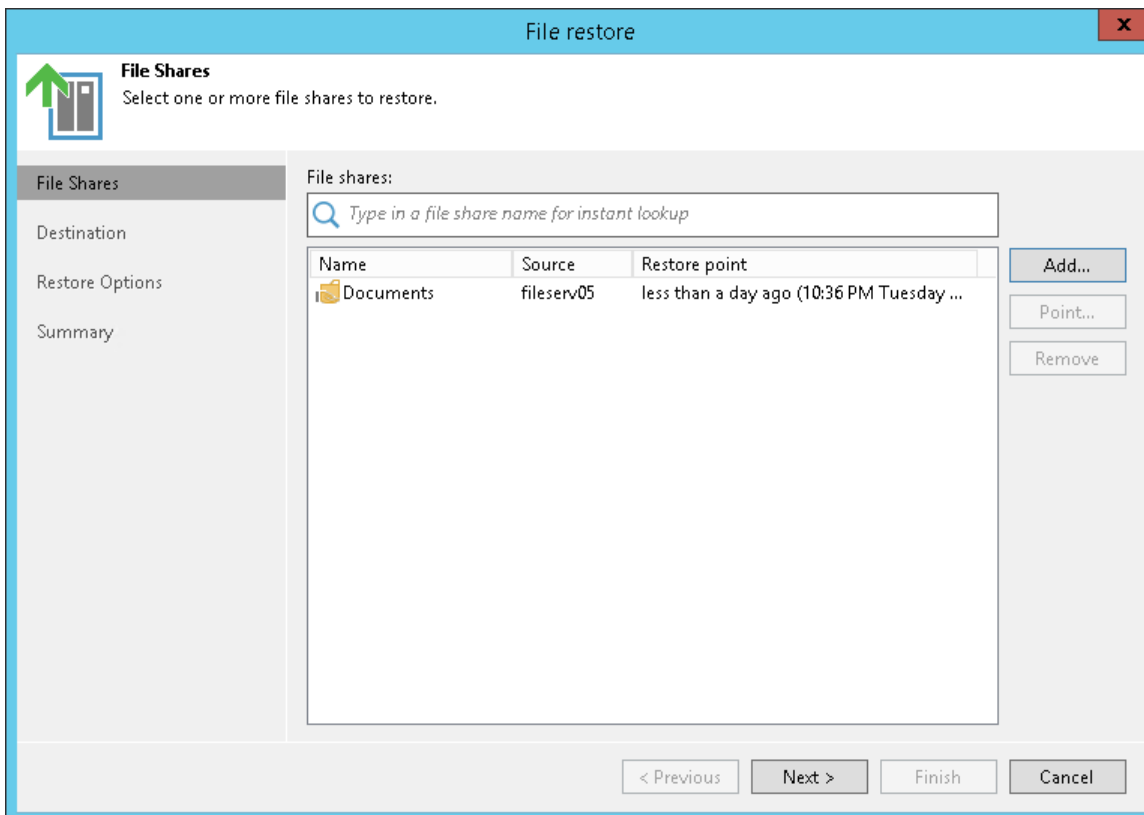 File restore
x
File Shares
Select one or more file shares to restore.
File Shares
Destination
Restore Options
Summary
File shares:
Type in a file share name for instant lookup
Name Source Restore point
Documents fileserv05 less than a day ago (10:36 PM Tuesday ...
Add...
Point...
Remove
< Previous Next > Finish Cancel